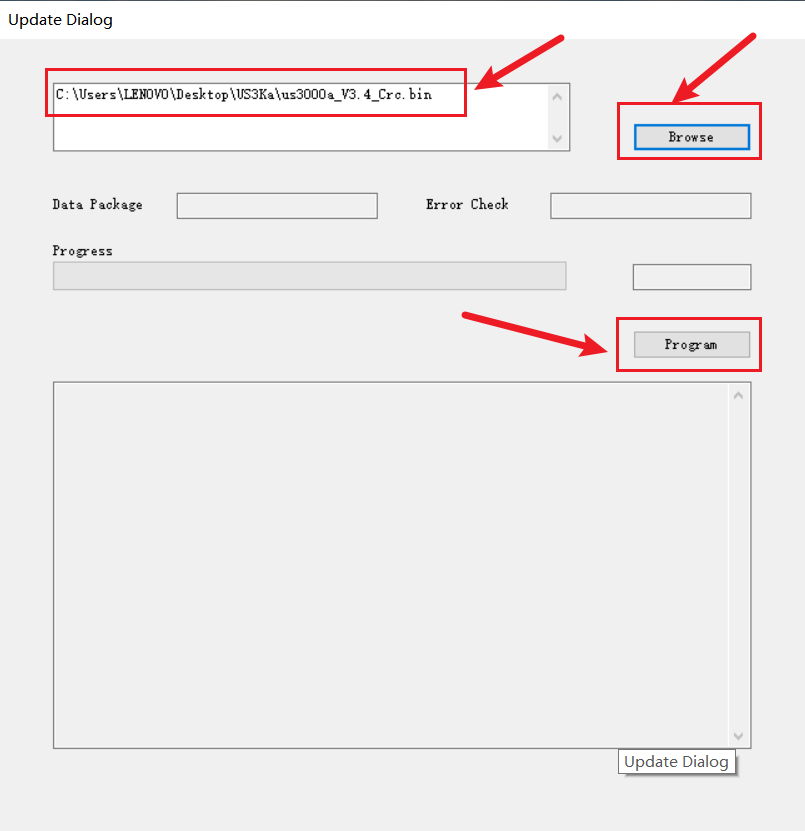 Update Dialog
C:\Users\LENOVO\Desktop\US3Ka\us3000a_V3.4_Crc.bin
Browse
Data Package
Error Check
Progress
Program
Update Dialog